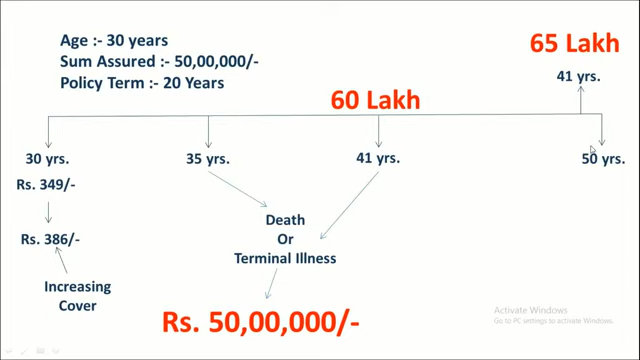 Age :- 30 years
Sum Assured :- 50,00,000/-
Policy Term :- 20 Years
65 Lakh
41 yrs.
60 Lakh
30 yrs.
35 yrs.
41 yrs.
50 yrs.
Rs. 349/-
Rs. 386/-
Death
Or
Terminal Illness
Increasing
Cover
Rs. 50,00,000/-
Activate Windows
Go to PC settings to activate Windows.